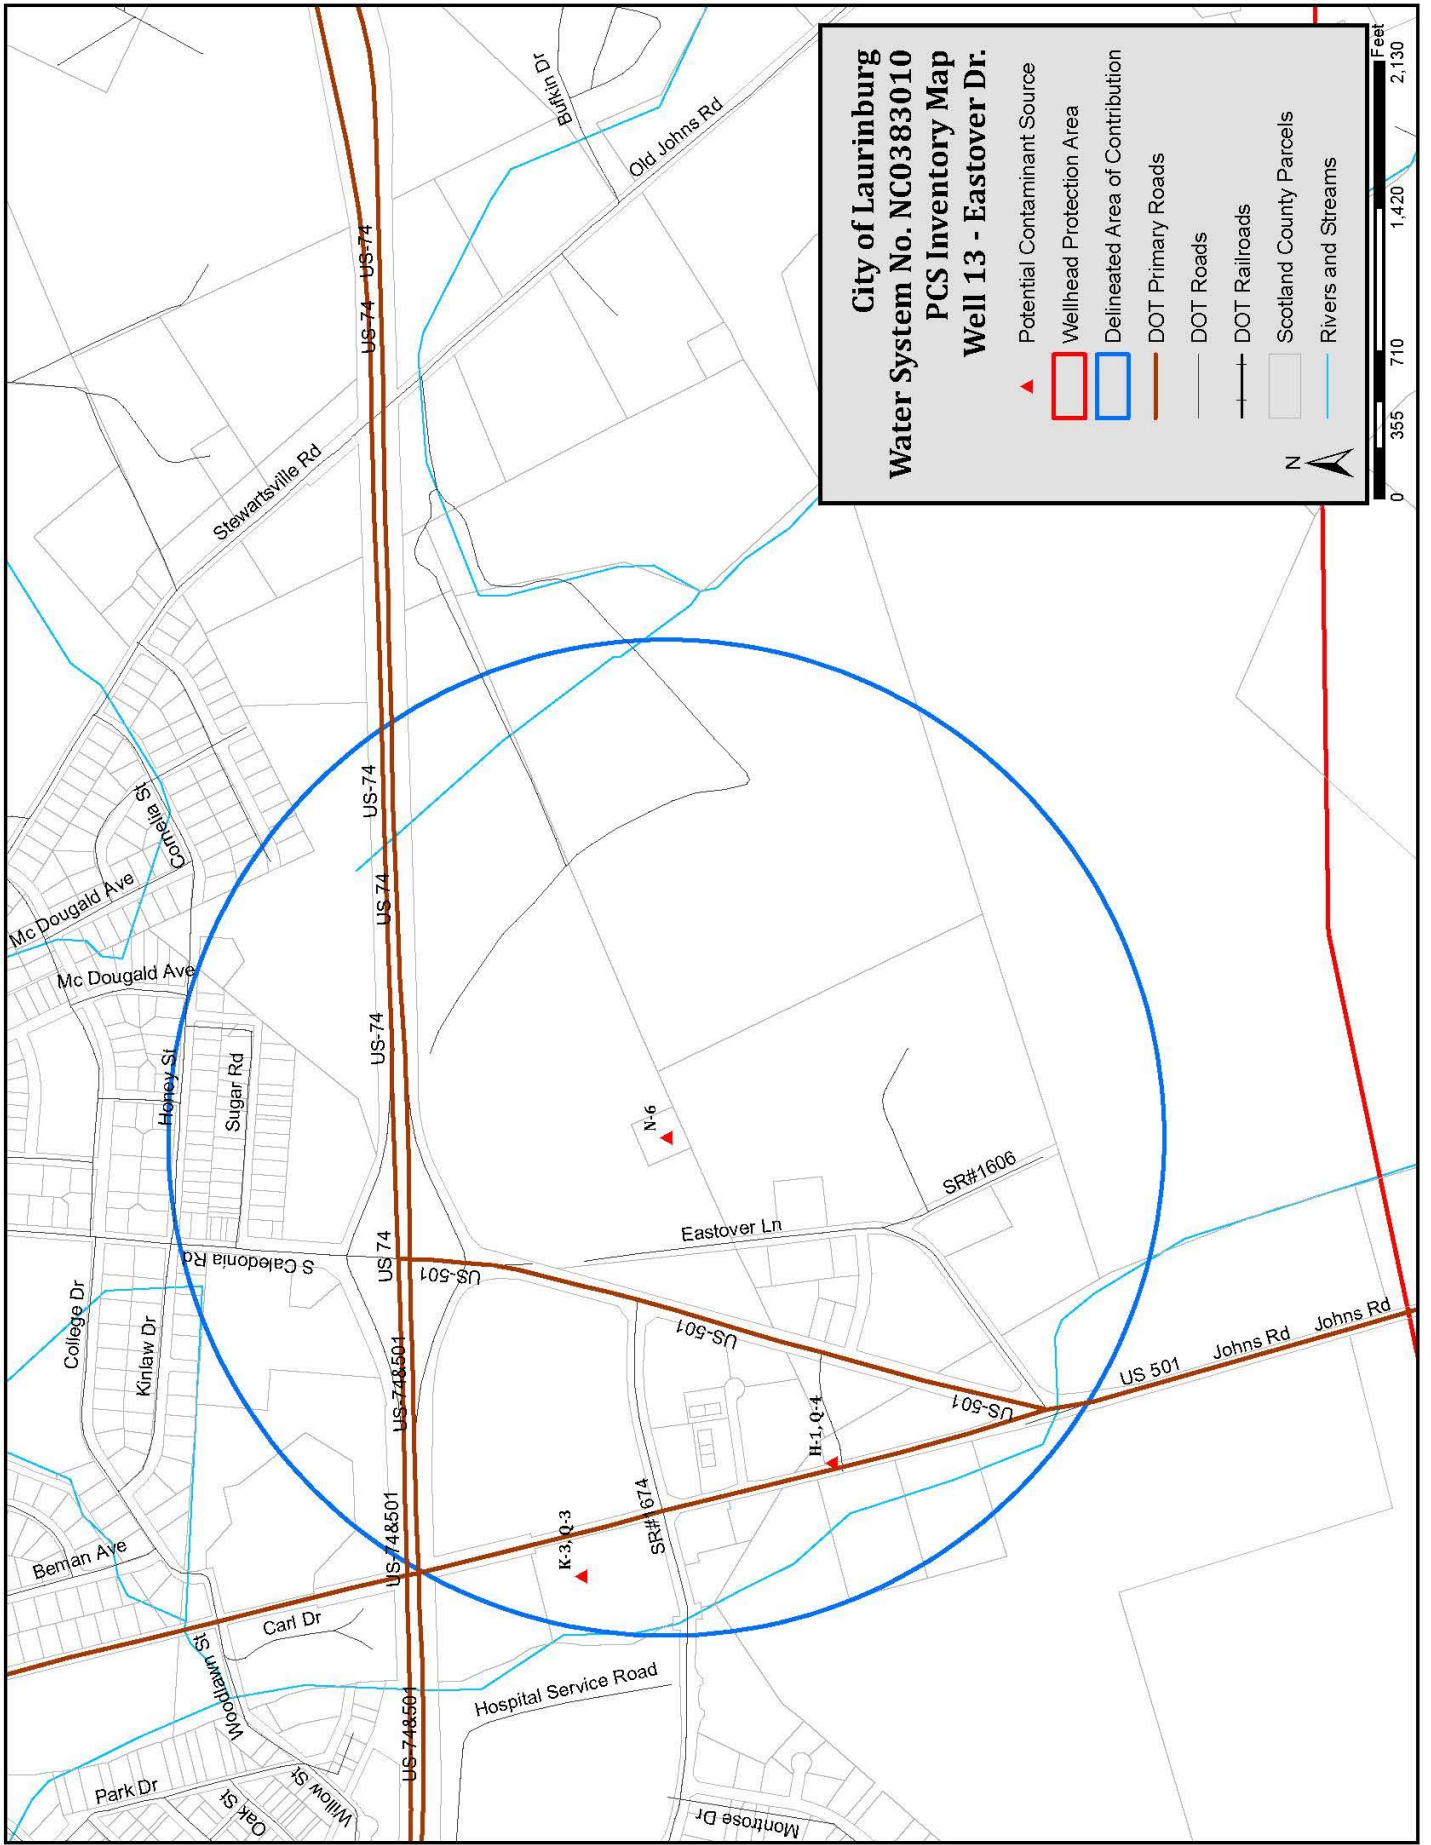 City of Laurinburg
Water System No. NC0383010
PCS Inventory Map
Well 13 - Eastover Dr.
Potential Contaminant Source
Wellhead Protection Area
Delineated Area of Contribution
DOT Primary Roads
DOT Roads
DOT Railroads
Scotland County Parcels
Rivers and Streams
N
0 355 710 1,420 2,130
Feet
Park Dr
Oak St
Willow St
Woodlawn St
Carl Dr
Beman Ave
College Dr
Kinlaw Dr
S Caledonia Rd
Honey St
Sugar Rd
Mc Dougald Ave
Mc Dougald Ave
Cornelia St
Stewartsville Rd
US 74&501
US-74&501
US-74&501
US 74
US-74
US 74
US-74
US 74
US-74
Old Johns Rd
Bufkin Dr
Hospital Service Road
Montrose Dr
K-3, Q-3
SR#1674
H-1, Q-4
US-501
US-501
US-501
Eastover Ln
N-6
SR#1606
US 501
Johns Rd
Johns Rd